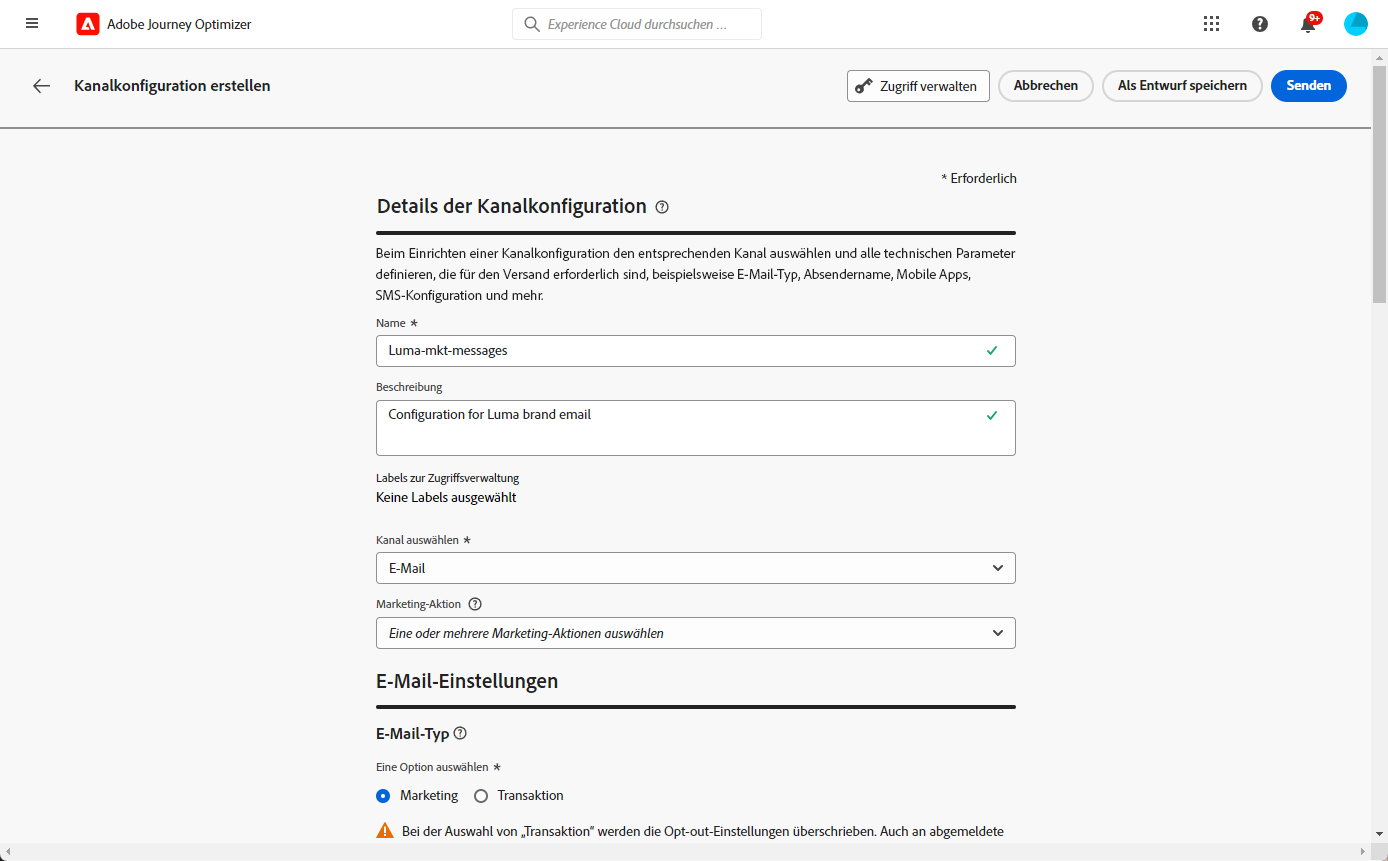 Adobe Journey Optimizer
Experience Cloud durchsuchen ...
9+
Kanalkonfiguration erstellen
Zugriff verwalten
Abbrechen
Als Entwurf speichern
Senden
* Erforderlich
Details der Kanalkonfiguration
Beim Einrichten einer Kanalkonfiguration den entsprechenden Kanal auswählen und alle technischen Parameter
definieren, die für den Versand erforderlich sind, beispielsweise E-Mail-Typ, Absendername, Mobile Apps,
SMS-Konfiguration und mehr.
Name *
Luma-mkt-messages
Beschreibung
Configuration for Luma brand email
Labels zur Zugriffsverwaltung
Keine Labels ausgewählt
Kanal auswählen *
E-Mail
Marketing-Aktion
Eine oder mehrere Marketing-Aktionen auswählen
E-Mail-Einstellungen
E-Mail-Typ
Eine Option auswählen *
Marketing
Transaktion
Bei der Auswahl von „Transaktion“ werden die Opt-out-Einstellungen überschrieben. Auch an abgemeldete